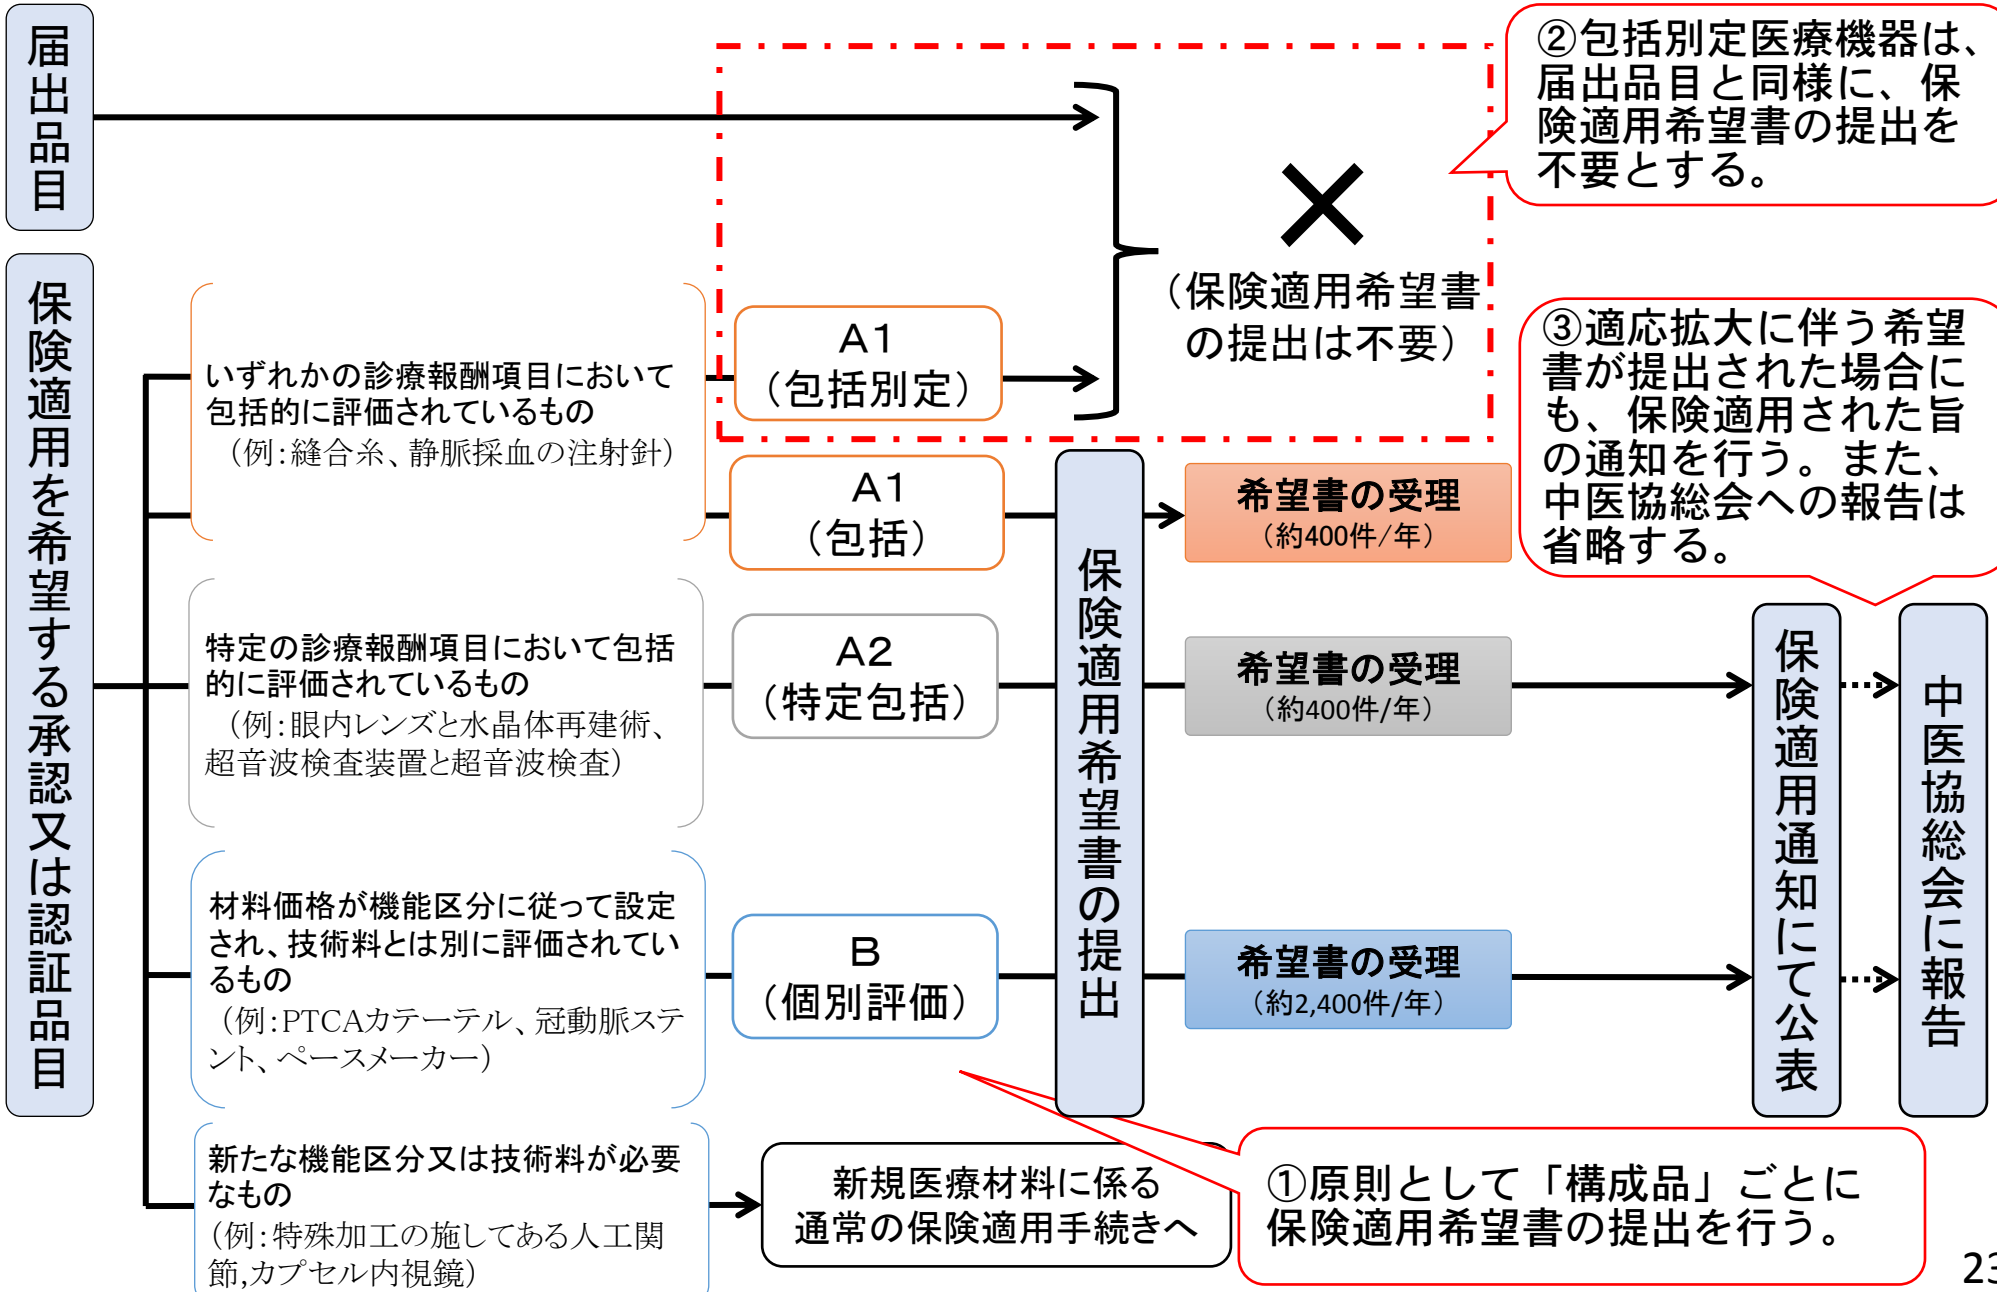 届出品目
②包括別定医療機器は、
届出品目と同様に、保
険適用希望書の提出を
不要とする。
×
(保険適用希望書
の提出は不要)
保険適用を希望する承認又は認証品目
いずれかの診療報酬項目において
包括的に評価されているもの
(例:縫合糸、静脈採血の注射針)
A1
(包括別定)
A1
(包括)
希望書の受理
(約400件/年)
③適応拡大に伴う希望
書が提出された場合に
も、保険適用された旨
の通知を行う。また、
中医協総会への報告は
省略する。
特定の診療報酬項目において包括
的に評価されているもの
(例:眼内レンズと水晶体再建術、
超音波検査装置と超音波検査)
A2
(特定包括)
保険適用希望書の提出
希望書の受理
(約400件/年)
保険適用通知にて公表
中医協総会に報告
材料価格が機能区分に従って設定
され、技術料とは別に評価されてい
るもの
(例:PTCAカテーテル、冠動脈ステ
ント、ペースメーカー)
B
(個別評価)
希望書の受理
(約2,400件/年)
新たな機能区分又は技術料が必要
なもの
(例:特殊加工の施してある人工関
節,カプセル内視鏡)
新規医療材料に係る
通常の保険適用手続きへ
①原則として「構成品」ごとに
保険適用希望書の提出を行う。
23